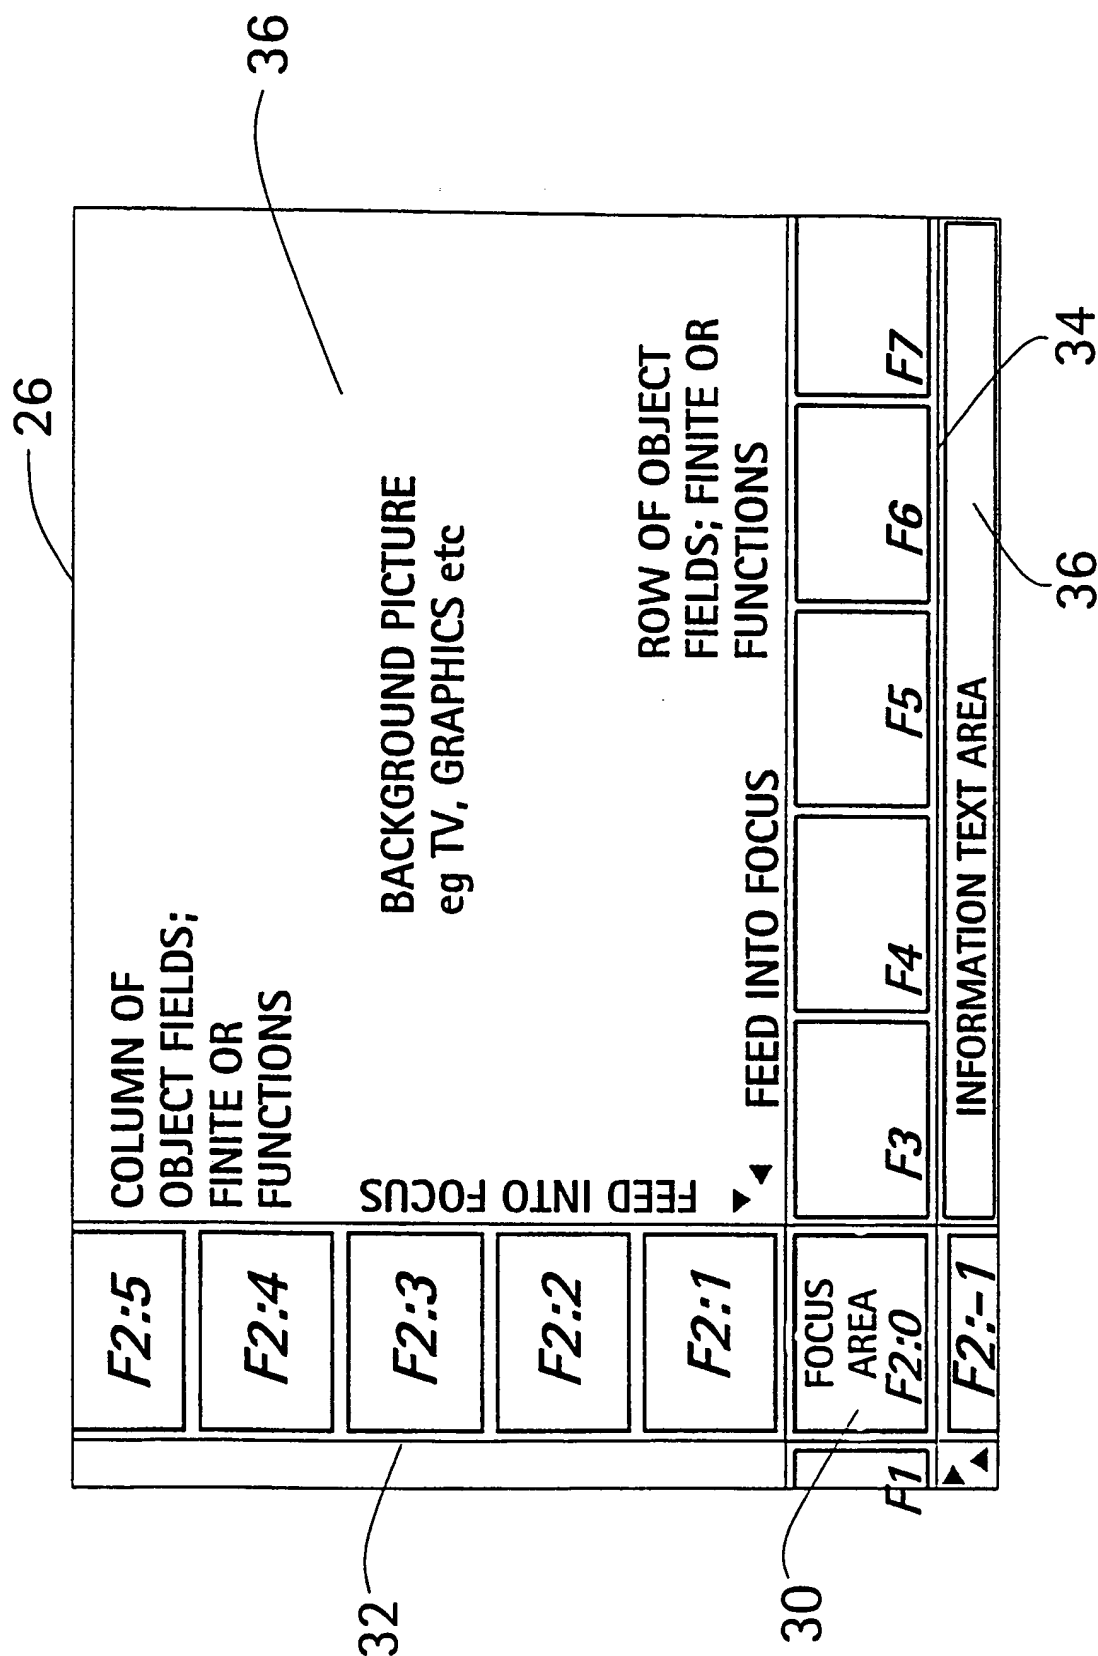 26
36
COLUMN OF
OBJECT FIELDS;
FINITE OR
FUNCTIONS
BACKGROUND PICTURE
eg TV, GRAPHICS etc
ROW OF OBJECT
FIELDS; FINITE OR
FUNCTIONS
FEED INTO FOCUS
FEED INTO FOCUS
F2:5
F2:4
F2:3
F2:2
F2:1
32
30
F1
FOCUS
AREA
F2:0
F3
F4
F5
F6
F7
F2:-1
INFORMATION TEXT AREA
36
34